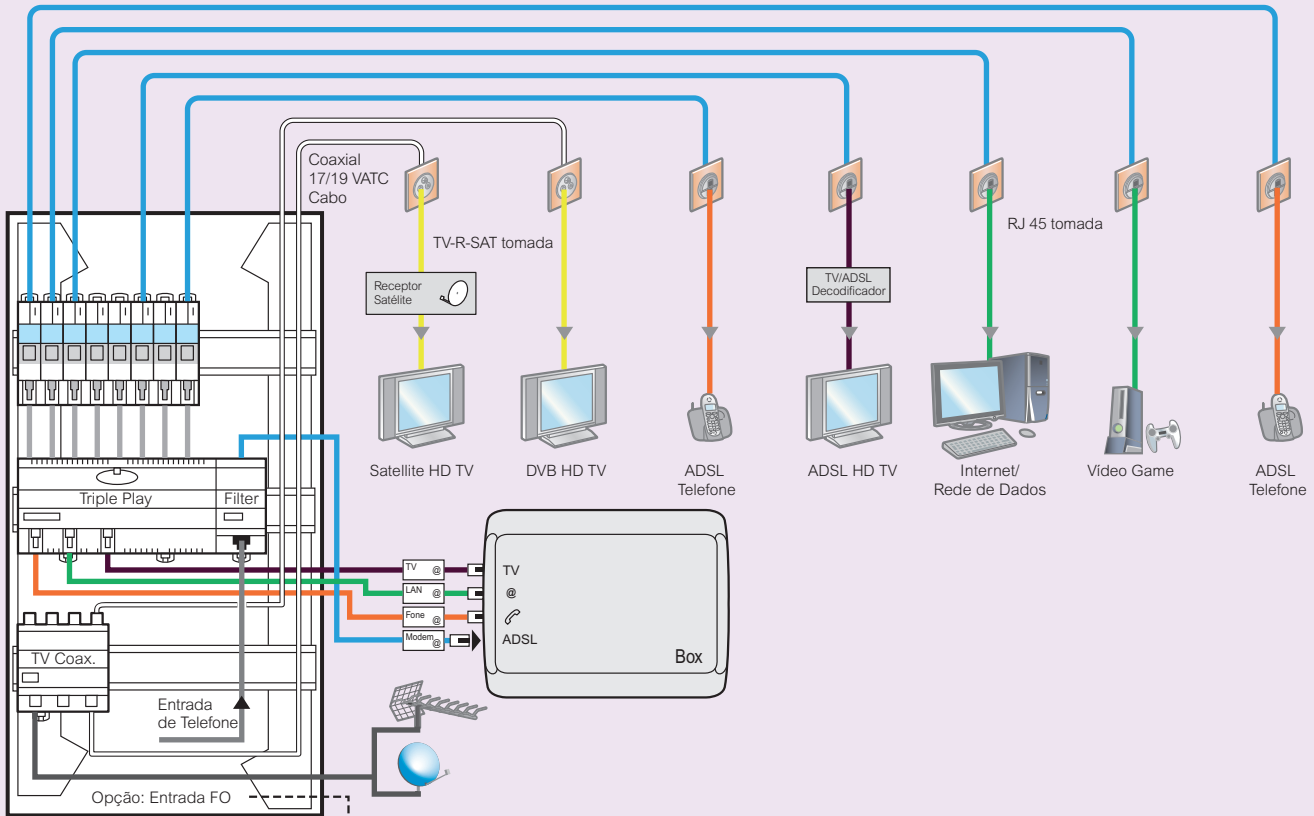 Coaxial
17/19 VATC
Cabo
TV-R-SAT tomada
RJ 45 tomada
Receptor
Satélite
TV/ADSL
Decodificador
Satellite HD TV
DVB HD TV
ADSL
Telefone
ADSL HD TV
Internet/
Rede de Dados
Vídeo Game
ADSL
Telefone
Triple Play
Filter
TV @
TV
LAN @
@
Fone @
Modem @
ADSL
Box
TV Coax.
Entrada
de Telefone
Opção: Entrada FO